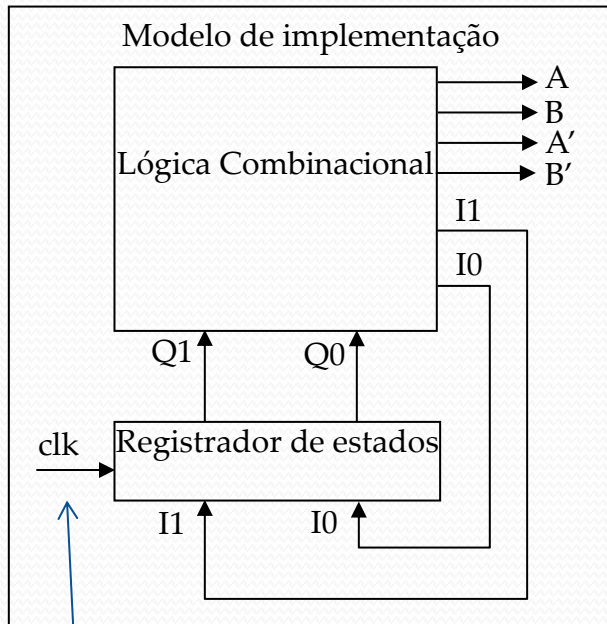 Modelo de implementação
A
B
Lógica Combinacional
A’
B’
I1
I0
Q1
Q0
Registrador de estados
clk
I1
I0